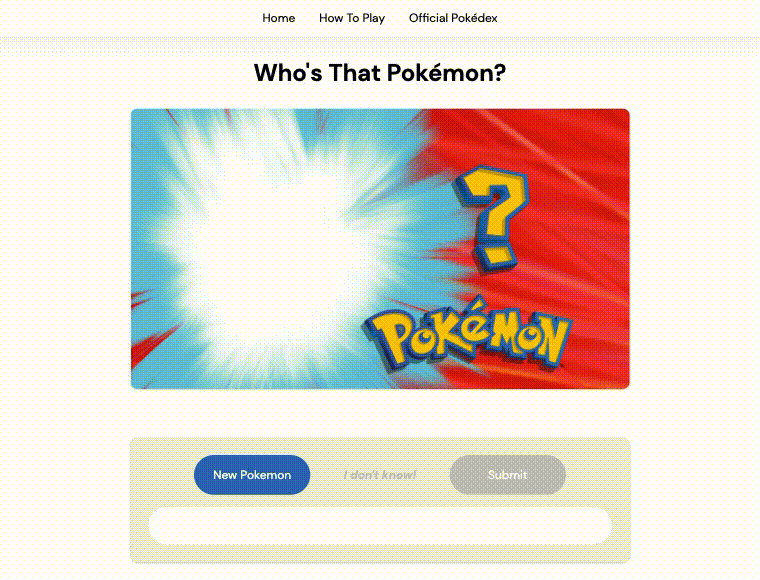 Home How To Play Official Pokédex
Who's That Pokémon?
?
POKéMON
New Pokemon I don't know! Submit